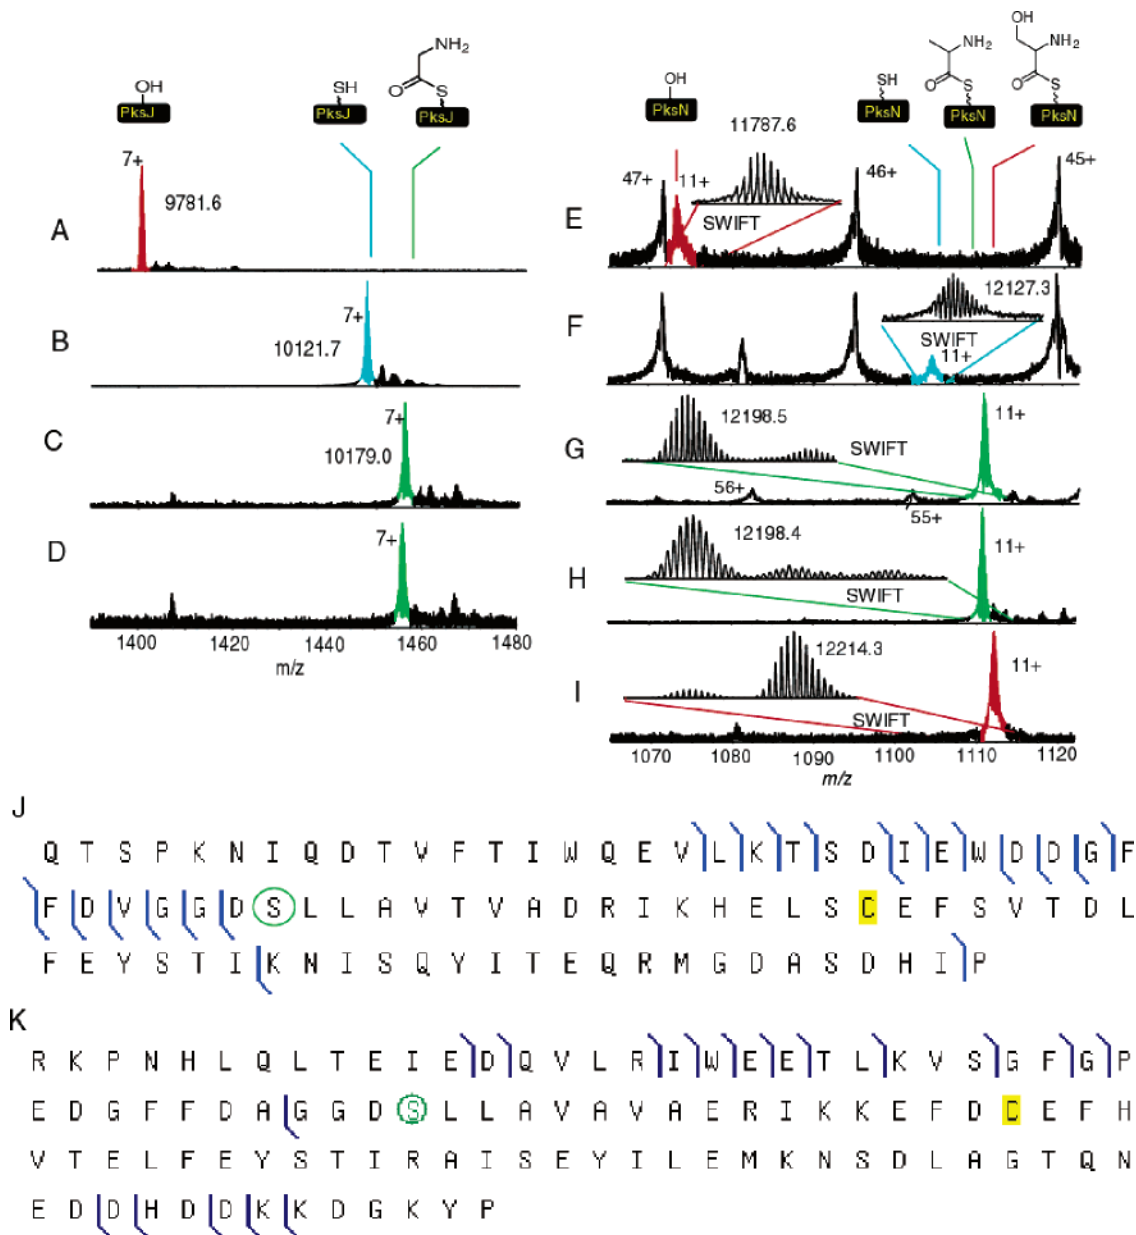 OH
PksJ
SH
PksJ
NH2
O
S
PksJ
7+
9781.6
A
7+
10121.7
B
7+
10179.0
C
7+
D
1400 1420 1440 1460 1480
m/z
OH
PksN
SH
PksN
NH2
O
S
PksN
OH
NH2
O
S
PksN
11787.6
47+ 11+ 46+ 45+
SWIFT
E
12127.3
SWIFT
11+
F
12198.5
SWIFT
11+
G
56+
55+
12198.4
SWIFT
11+
H
12214.3
SWIFT
11+
I
1070 1080 1090 1100 1110 1120
m/z
J
Q T S P K N I Q D T V F T I W Q E V L K T S D I E W D D G F
F D V G G D S L L A V T V A D R I K H E L S C E F S V T D L
F E Y S T I K N I S Q Y I T E Q R M G D A S D H I P
K
R K P N H L Q L T E I E D Q V L R I W E E T L K V S G F G P
E D G F F D A G G D S L L A V A V A E R I K K E F D C E F H
V T E L F E Y S T I R A I S E Y I L E M K N S D L A G T Q N
E D D H D D K K D G K Y P